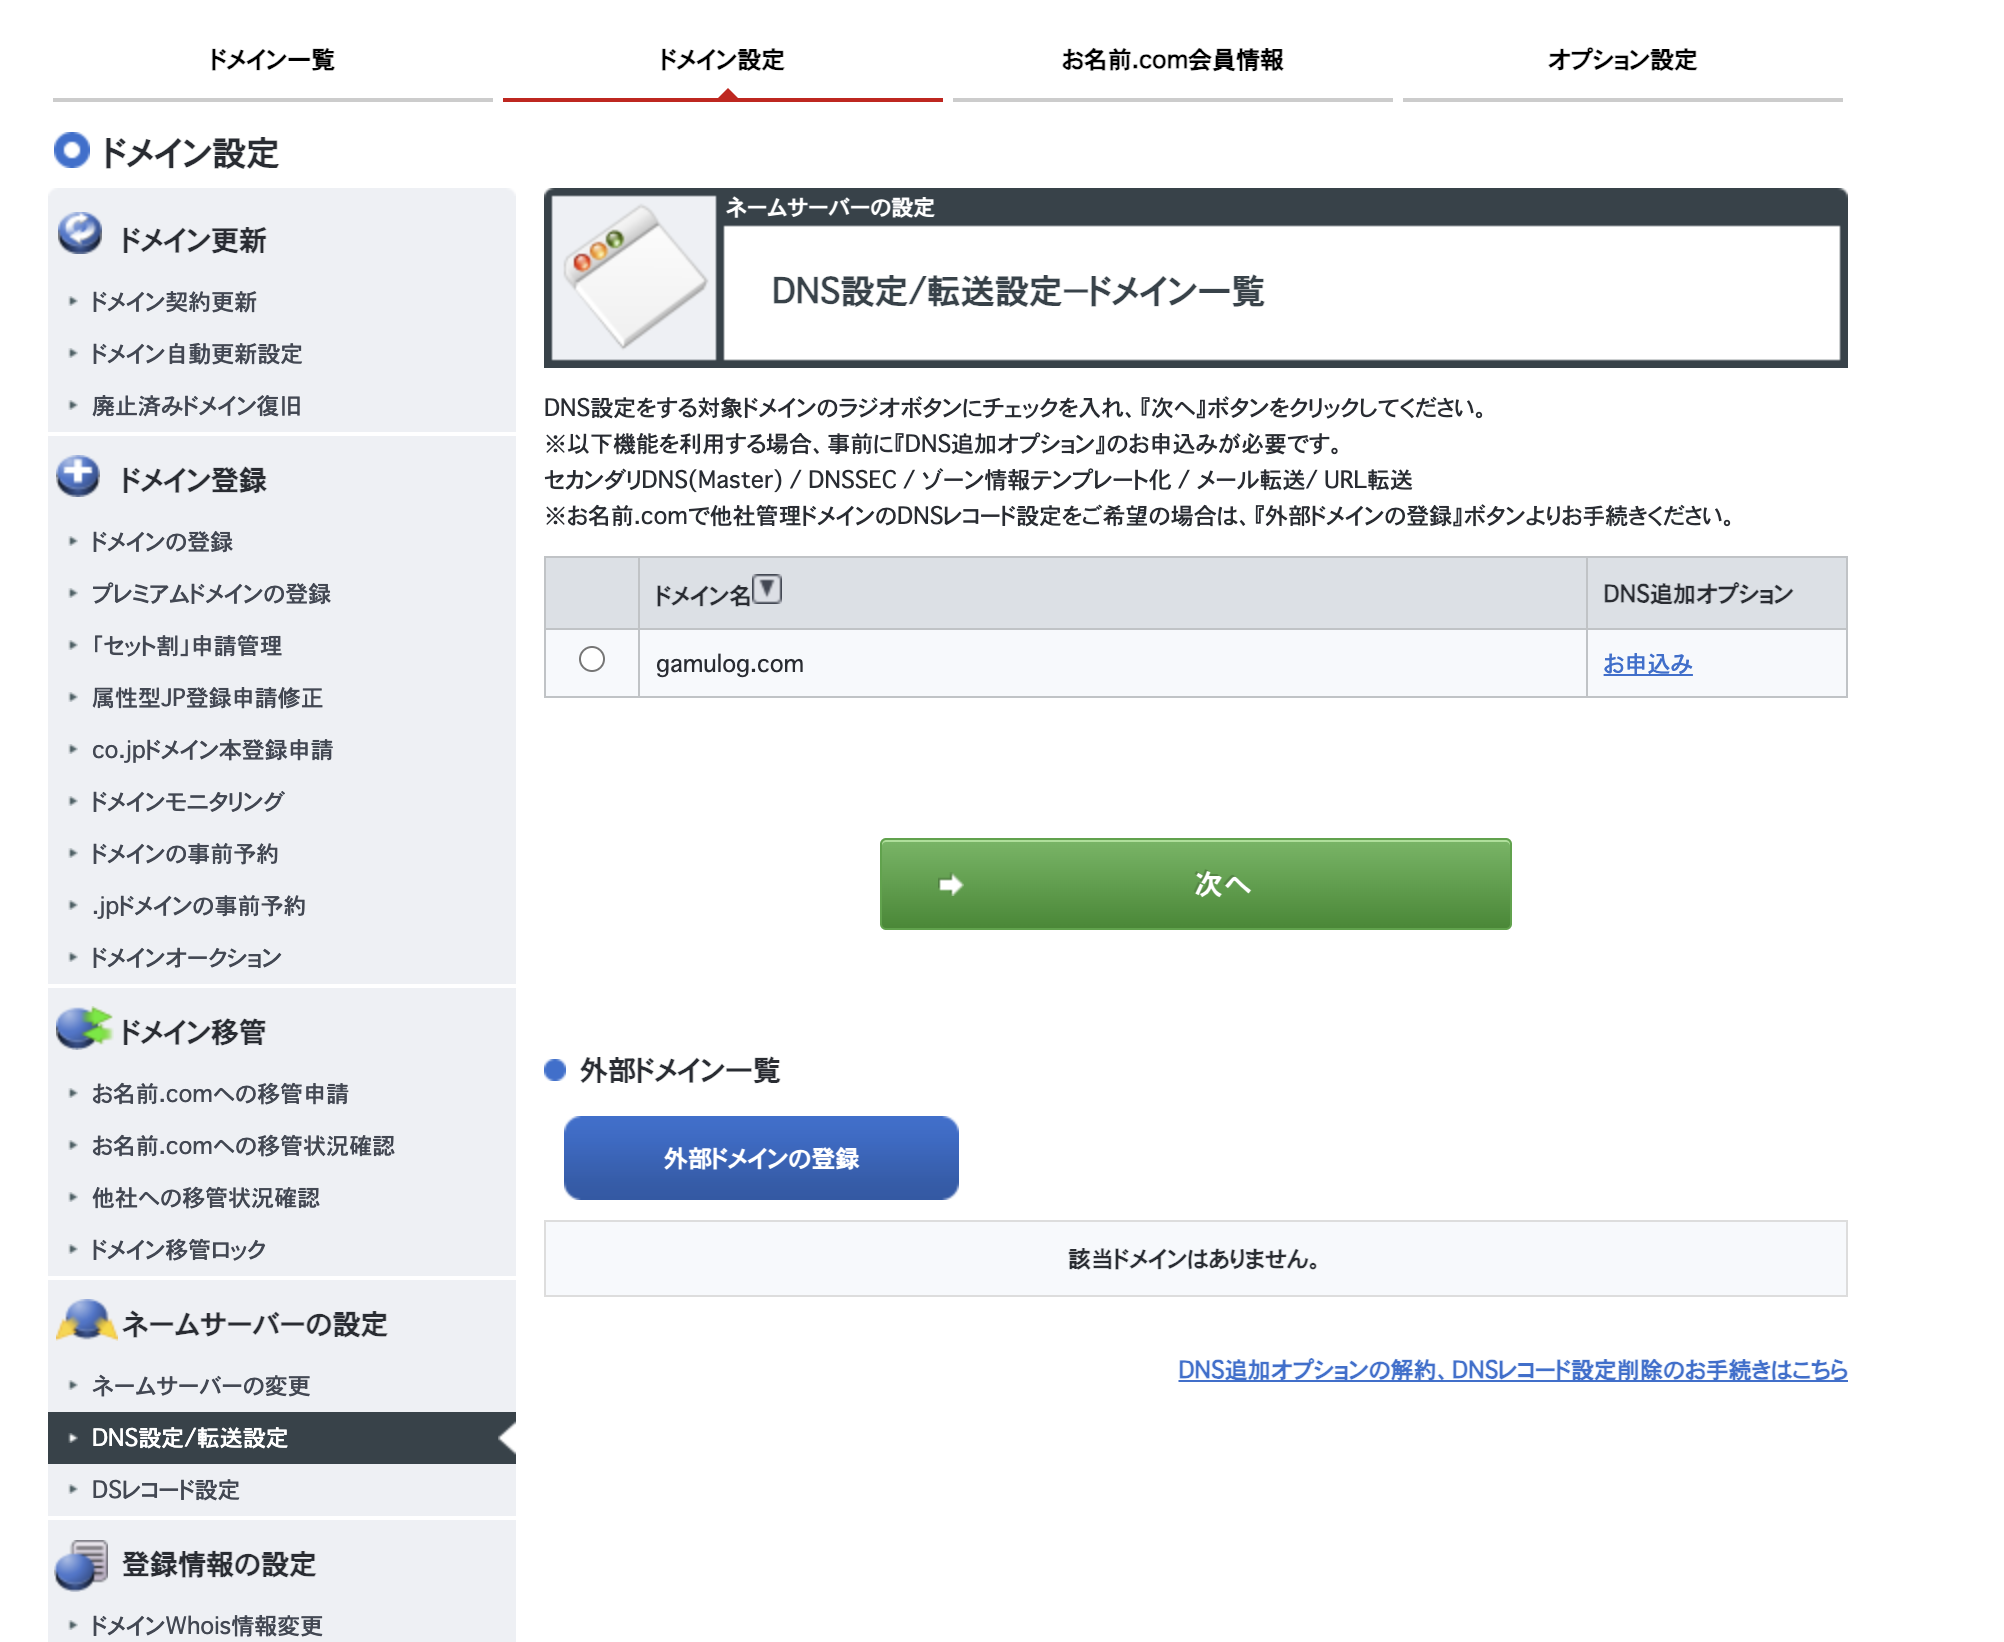 ドメイン一覧
ドメイン設定
お名前.com会員情報
オプション設定
ドメイン設定
ドメイン更新
ドメイン契約更新
ドメイン自動更新設定
廃止済みドメイン復旧
ドメイン登録
ドメインの登録
プレミアムドメインの登録
「セット割」申請管理
属性型JP登録申請修正
co.jpドメイン本登録申請
ドメインモニタリング
ドメインの事前予約
.jpドメインの事前予約
ドメインオークション
ドメイン移管
お名前.comへの移管申請
お名前.comへの移管状況確認
他社への移管状況確認
ドメイン移管ロック
ネームサーバーの設定
ネームサーバーの変更
DNS設定/転送設定
DSレコード設定
登録情報の設定
ドメインWhois情報変更
ネームサーバーの設定
DNS設定/転送設定−ドメイン一覧
DNS設定をする対象ドメインのラジオボタンにチェックを入れ、『次へ』ボタンをクリックしてください。
※以下機能を利用する場合、事前に『DNS追加オプション』のお申込みが必要です。
セカンダリDNS(Master) / DNSSEC / ゾーン情報テンプレート化 / メール転送/ URL転送
※お名前.comで他社管理ドメインのDNSレコード設定をご希望の場合は、『外部ドメインの登録』ボタンよりお手続きください。
ドメイン名▼
DNS追加オプション
gamulog.com
お申込み
次へ
外部ドメイン一覧
外部ドメインの登録
該当ドメインはありません。
DNS追加オプションの解約、DNSレコード設定削除のお手続きはこちら